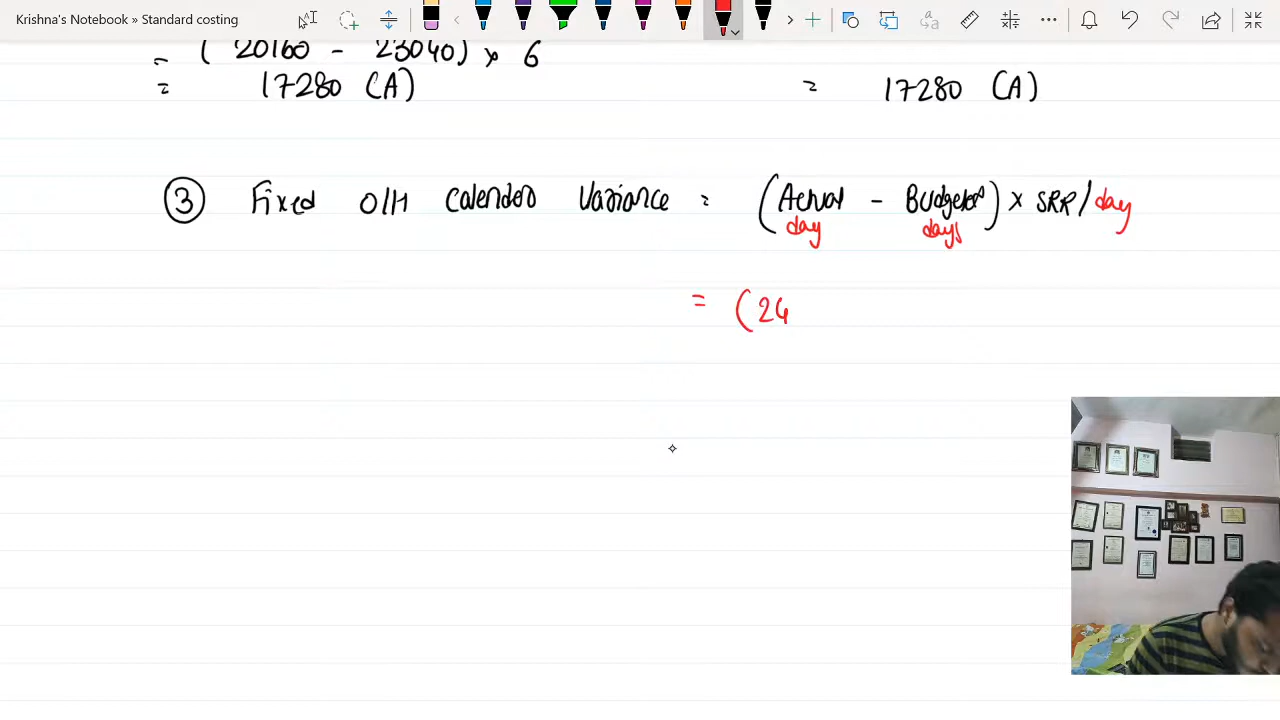 Krishna's Notebook » Standard costing
= ( 20160 - 23040) × 6
= 17280 (A) = 17280 (A)
③ Fixed O/H Calender Variance = (Actual day - Budgeted days) × SRR/day
= (24